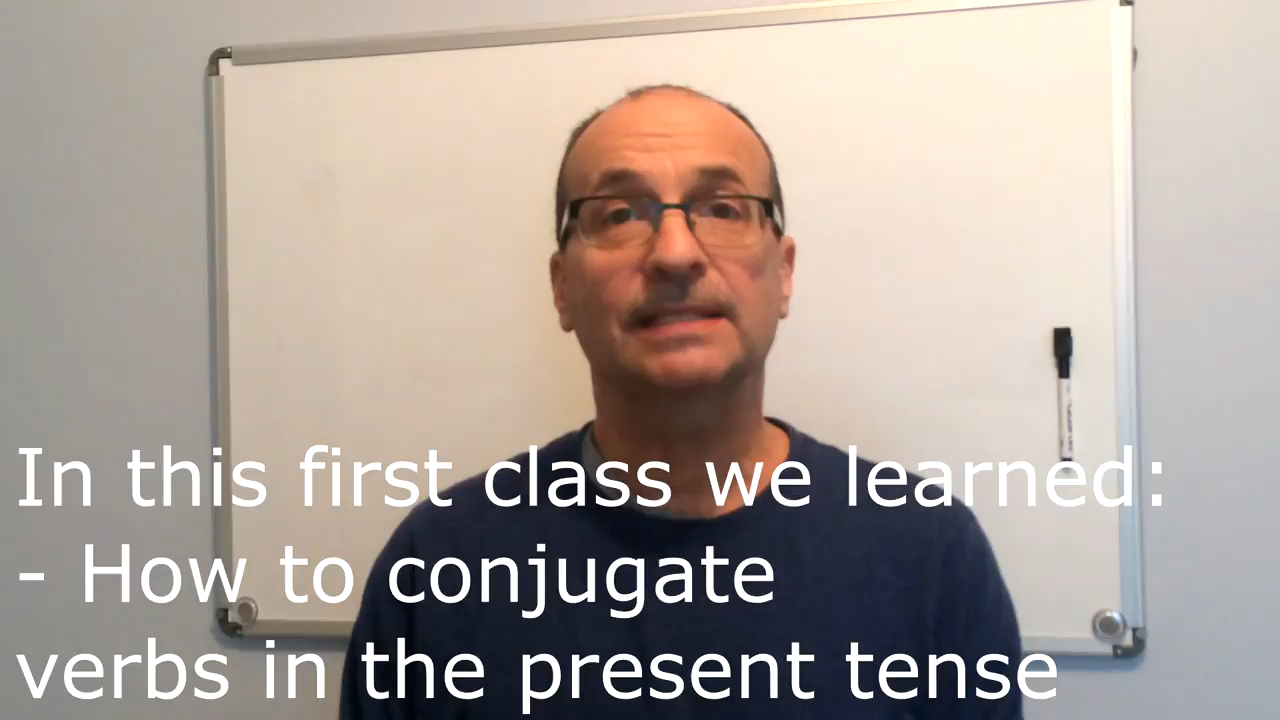 In this first class we learned:
- How to conjugate
verbs in the present tense